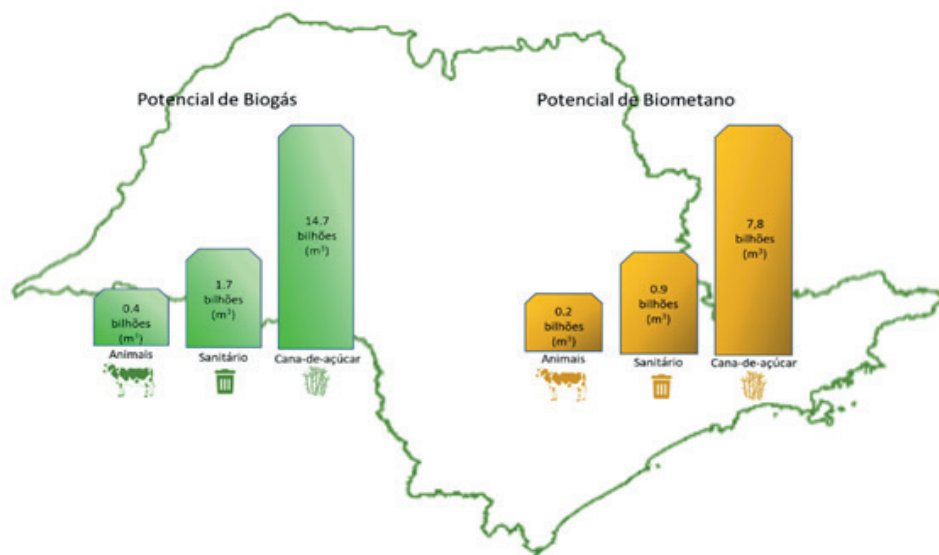 Potencial de Biogás
14.7
bilhões
(m³)
1.7
bilhões
(m³)
0.4
bilhões
(m³)
Animais
Sanitário
Cana-de-açúcar
Potencial de Biometano
7,8
bilhões
(m³)
0.9
bilhões
(m³)
0.2
bilhões
(m³)
Animais
Sanitário
Cana-de-açúcar